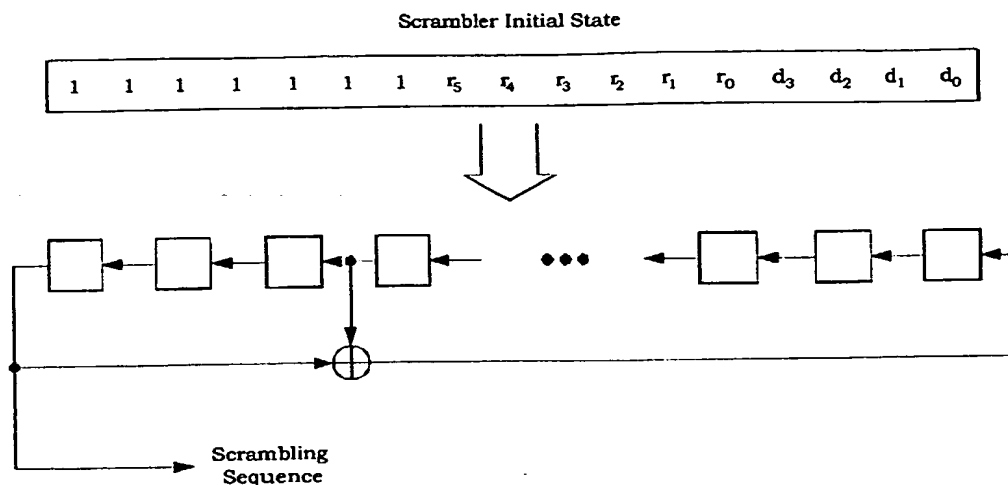 Scrambler Initial State
1 1 1 1 1 1 1 r₅ r₄ r₃ r₂ r₁ r₀ d₃ d₂ d₁ d₀
Scrambling
Sequence